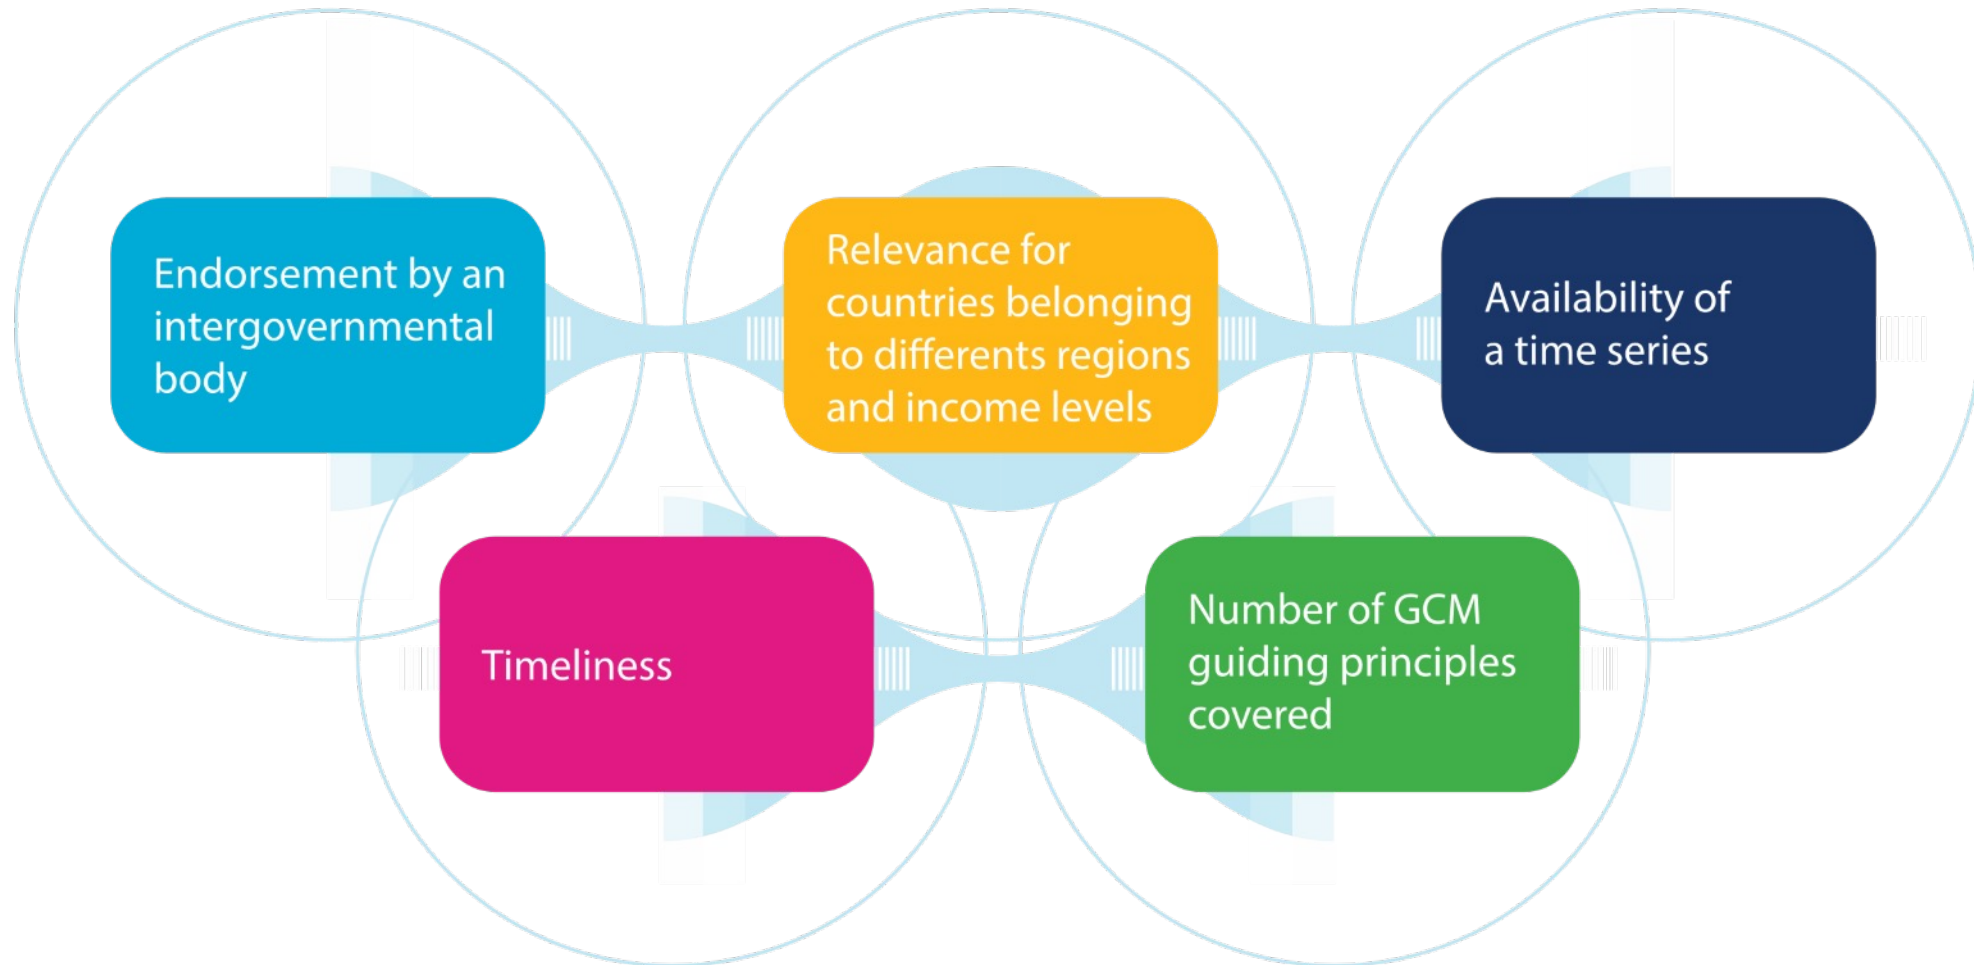 Endorsement by an
intergovernmental
body
Relevance for
countries belonging
to differents regions
and income levels
Availability of
a time series
Timeliness
Number of GCM
guiding principles
covered